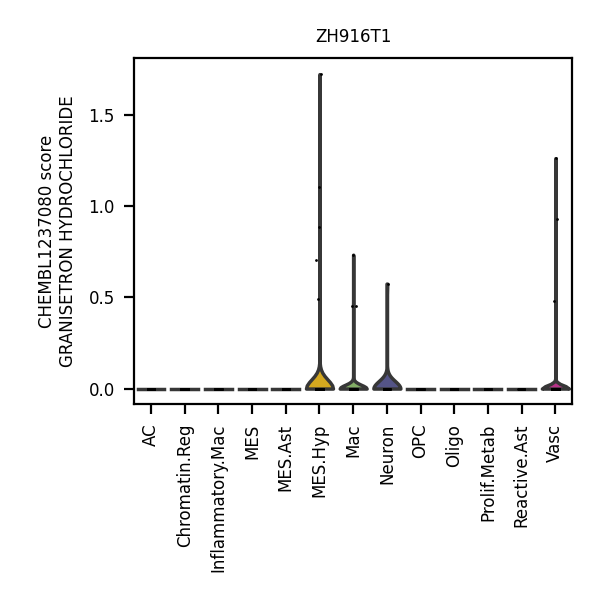 ZH916T1
CHEMBL1237080 score
GRANISETRON HYDROCHLORIDE
1.5
1.0
0.5
0.0
AC
Chromatin.Reg
Inflammatory.Mac
MES
MES.Ast
MES.Hyp
Mac
Neuron
OPC
Oligo
Prolif.Metab
Reactive.Ast
Vasc